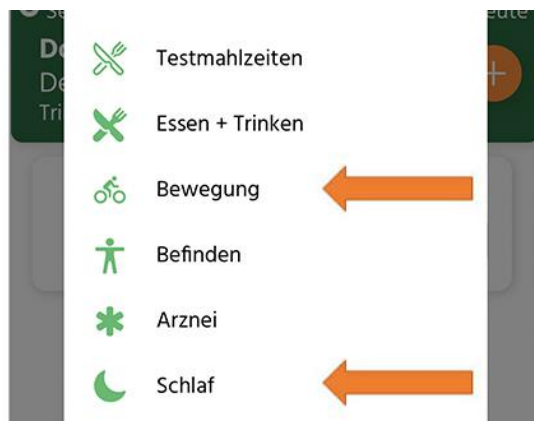 Testmahlzeiten
Essen + Trinken
Bewegung
Befinden
Arznei
Schlaf